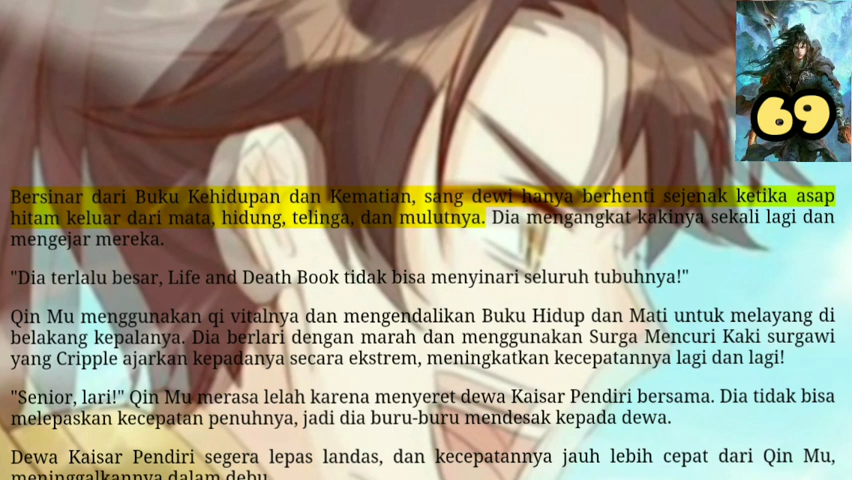 69
Bersinar dari Buku Kehidupan dan Kematian, sang dewi hanya berhenti sejenak ketika asap
hitam keluar dari mata, hidung, telinga, dan mulutnya. Dia mengangkat kakinya sekali lagi dan
mengejar mereka.
"Dia terlalu besar, Life and Death Book tidak bisa menyinari seluruh tubuhnya!"
Qin Mu menggunakan qi vitalnya dan mengendalikan Buku Hidup dan Mati untuk melayang di
belakang kepalanya. Dia berlari dengan marah dan menggunakan Surga Mencuri Kaki surgawi
yang Cripple ajarkan kepadanya secara ekstrem, meningkatkan kecepatannya lagi dan lagi!
"Senior, lari!" Qin Mu merasa lelah karena menyeret dewa Kaisar Pendiri bersama. Dia tidak bisa
melepaskan kecepatan penuhnya, jadi dia buru-buru mendesak kepada dewa.
Dewa Kaisar Pendiri segera lepas landas, dan kecepatannya jauh lebih cepat dari Qin Mu,
meninggalkannya dalam debu.